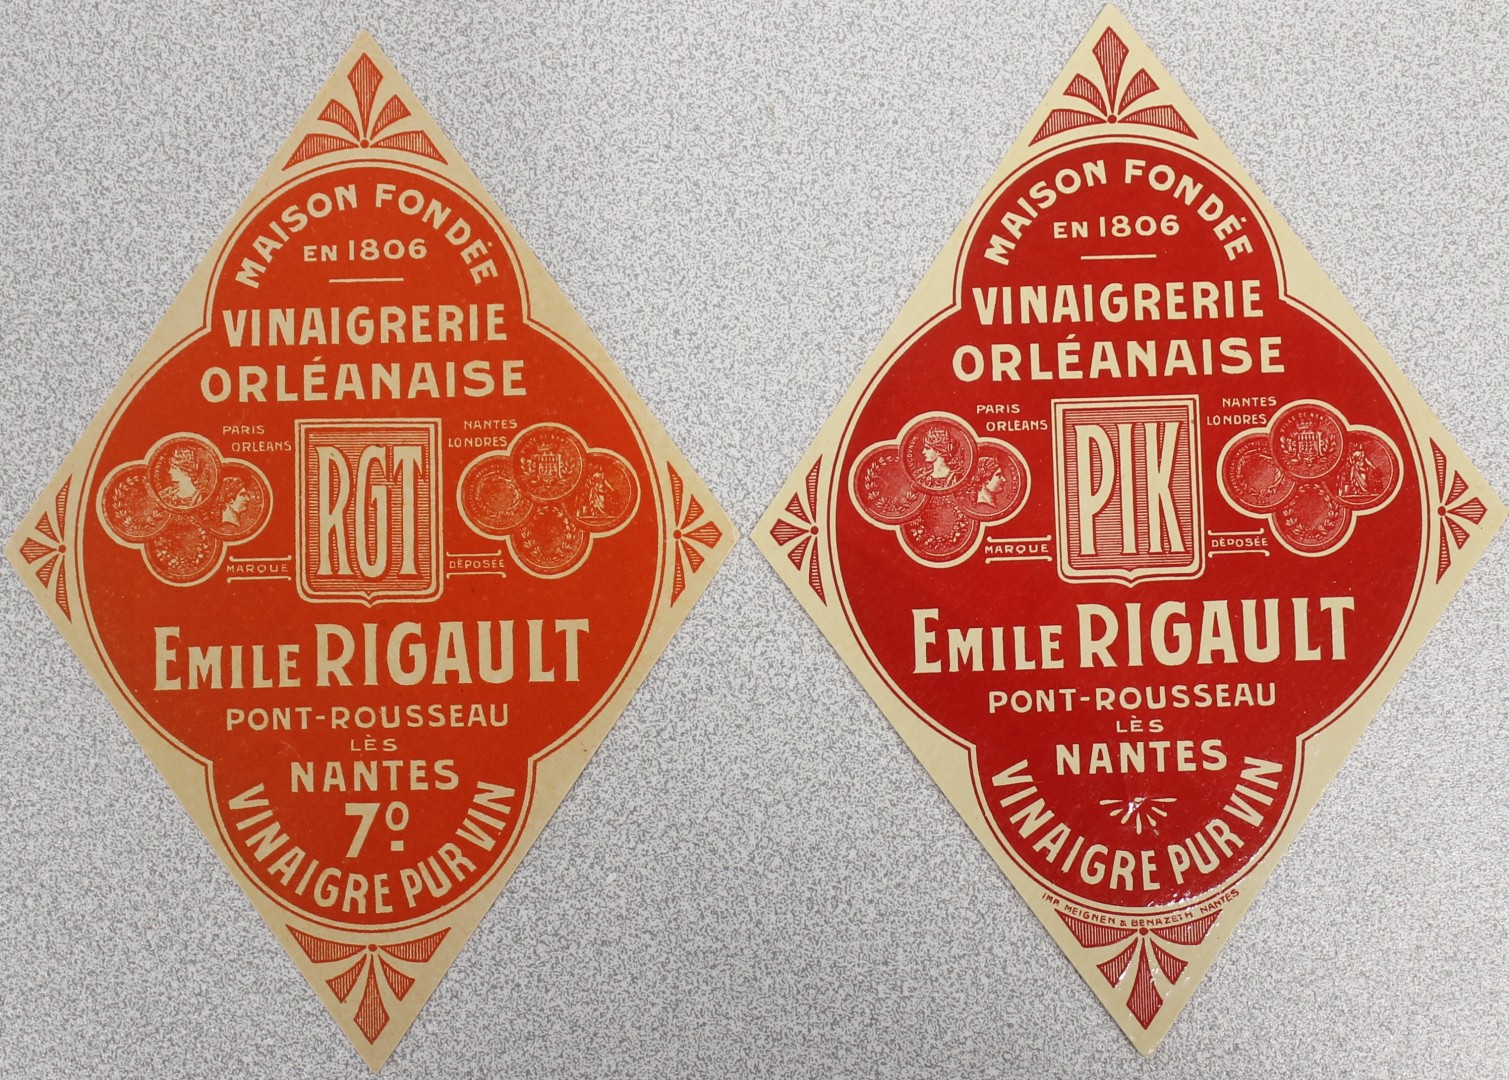 MAISON FONDÉE
EN 1806
VINAIGRERIE
ORLÉANAISE
PARIS
ORLÉANS
NANTES
LONDRES
RGT
MARQUE
DÉPOSÉE
EMILE RIGAULT
PONT-ROUSSEAU
LÈS
NANTES
7º
VINAIGRE PUR VIN
MAISON FONDÉE
EN 1806
VINAIGRERIE
ORLÉANAISE
PARIS
ORLÉANS
NANTES
LONDRES
PIK
MARQUE
DÉPOSÉE
EMILE RIGAULT
PONT-ROUSSEAU
LÈS
NANTES
VINAIGRE PUR VIN
IMP. MEIGNEN & BENAZETH NANTES